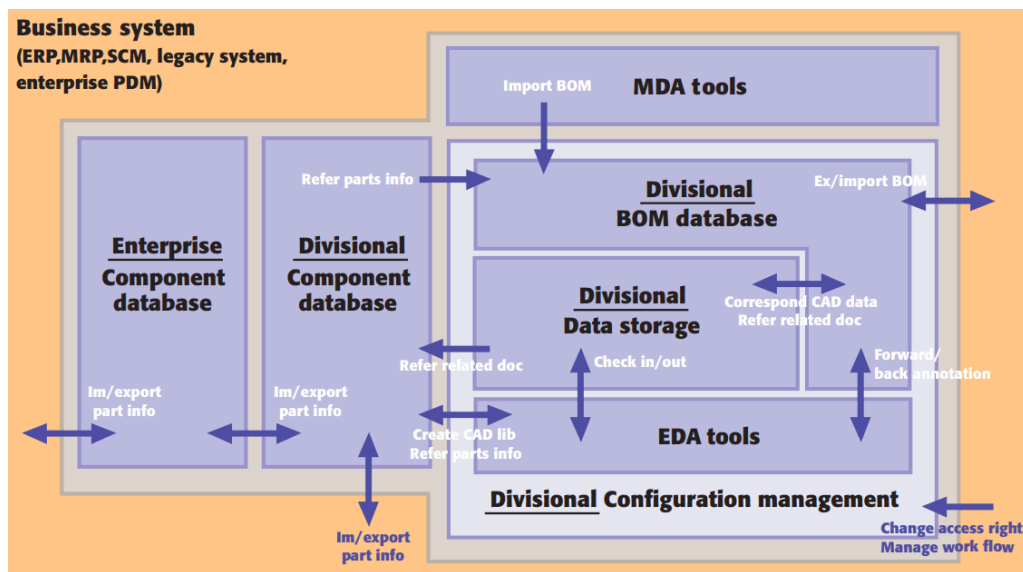 Business system
(ERP,MRP,SCM, legacy system,
enterprise PDM)
Import BOM
MDA tools
Refer parts info
Divisional
BOM database
Ex/import BOM
Enterprise
Component
database
Divisional
Component
database
Divisional
Data storage
Correspond CAD data
Refer related doc
Refer related doc
Check in/out
Forward/
back annotation
Im/export
part info
Im/export
part info
Create CAD lib
Refer parts info
EDA tools
Divisional Configuration management
Im/export
part info
Change access right
Manage work flow